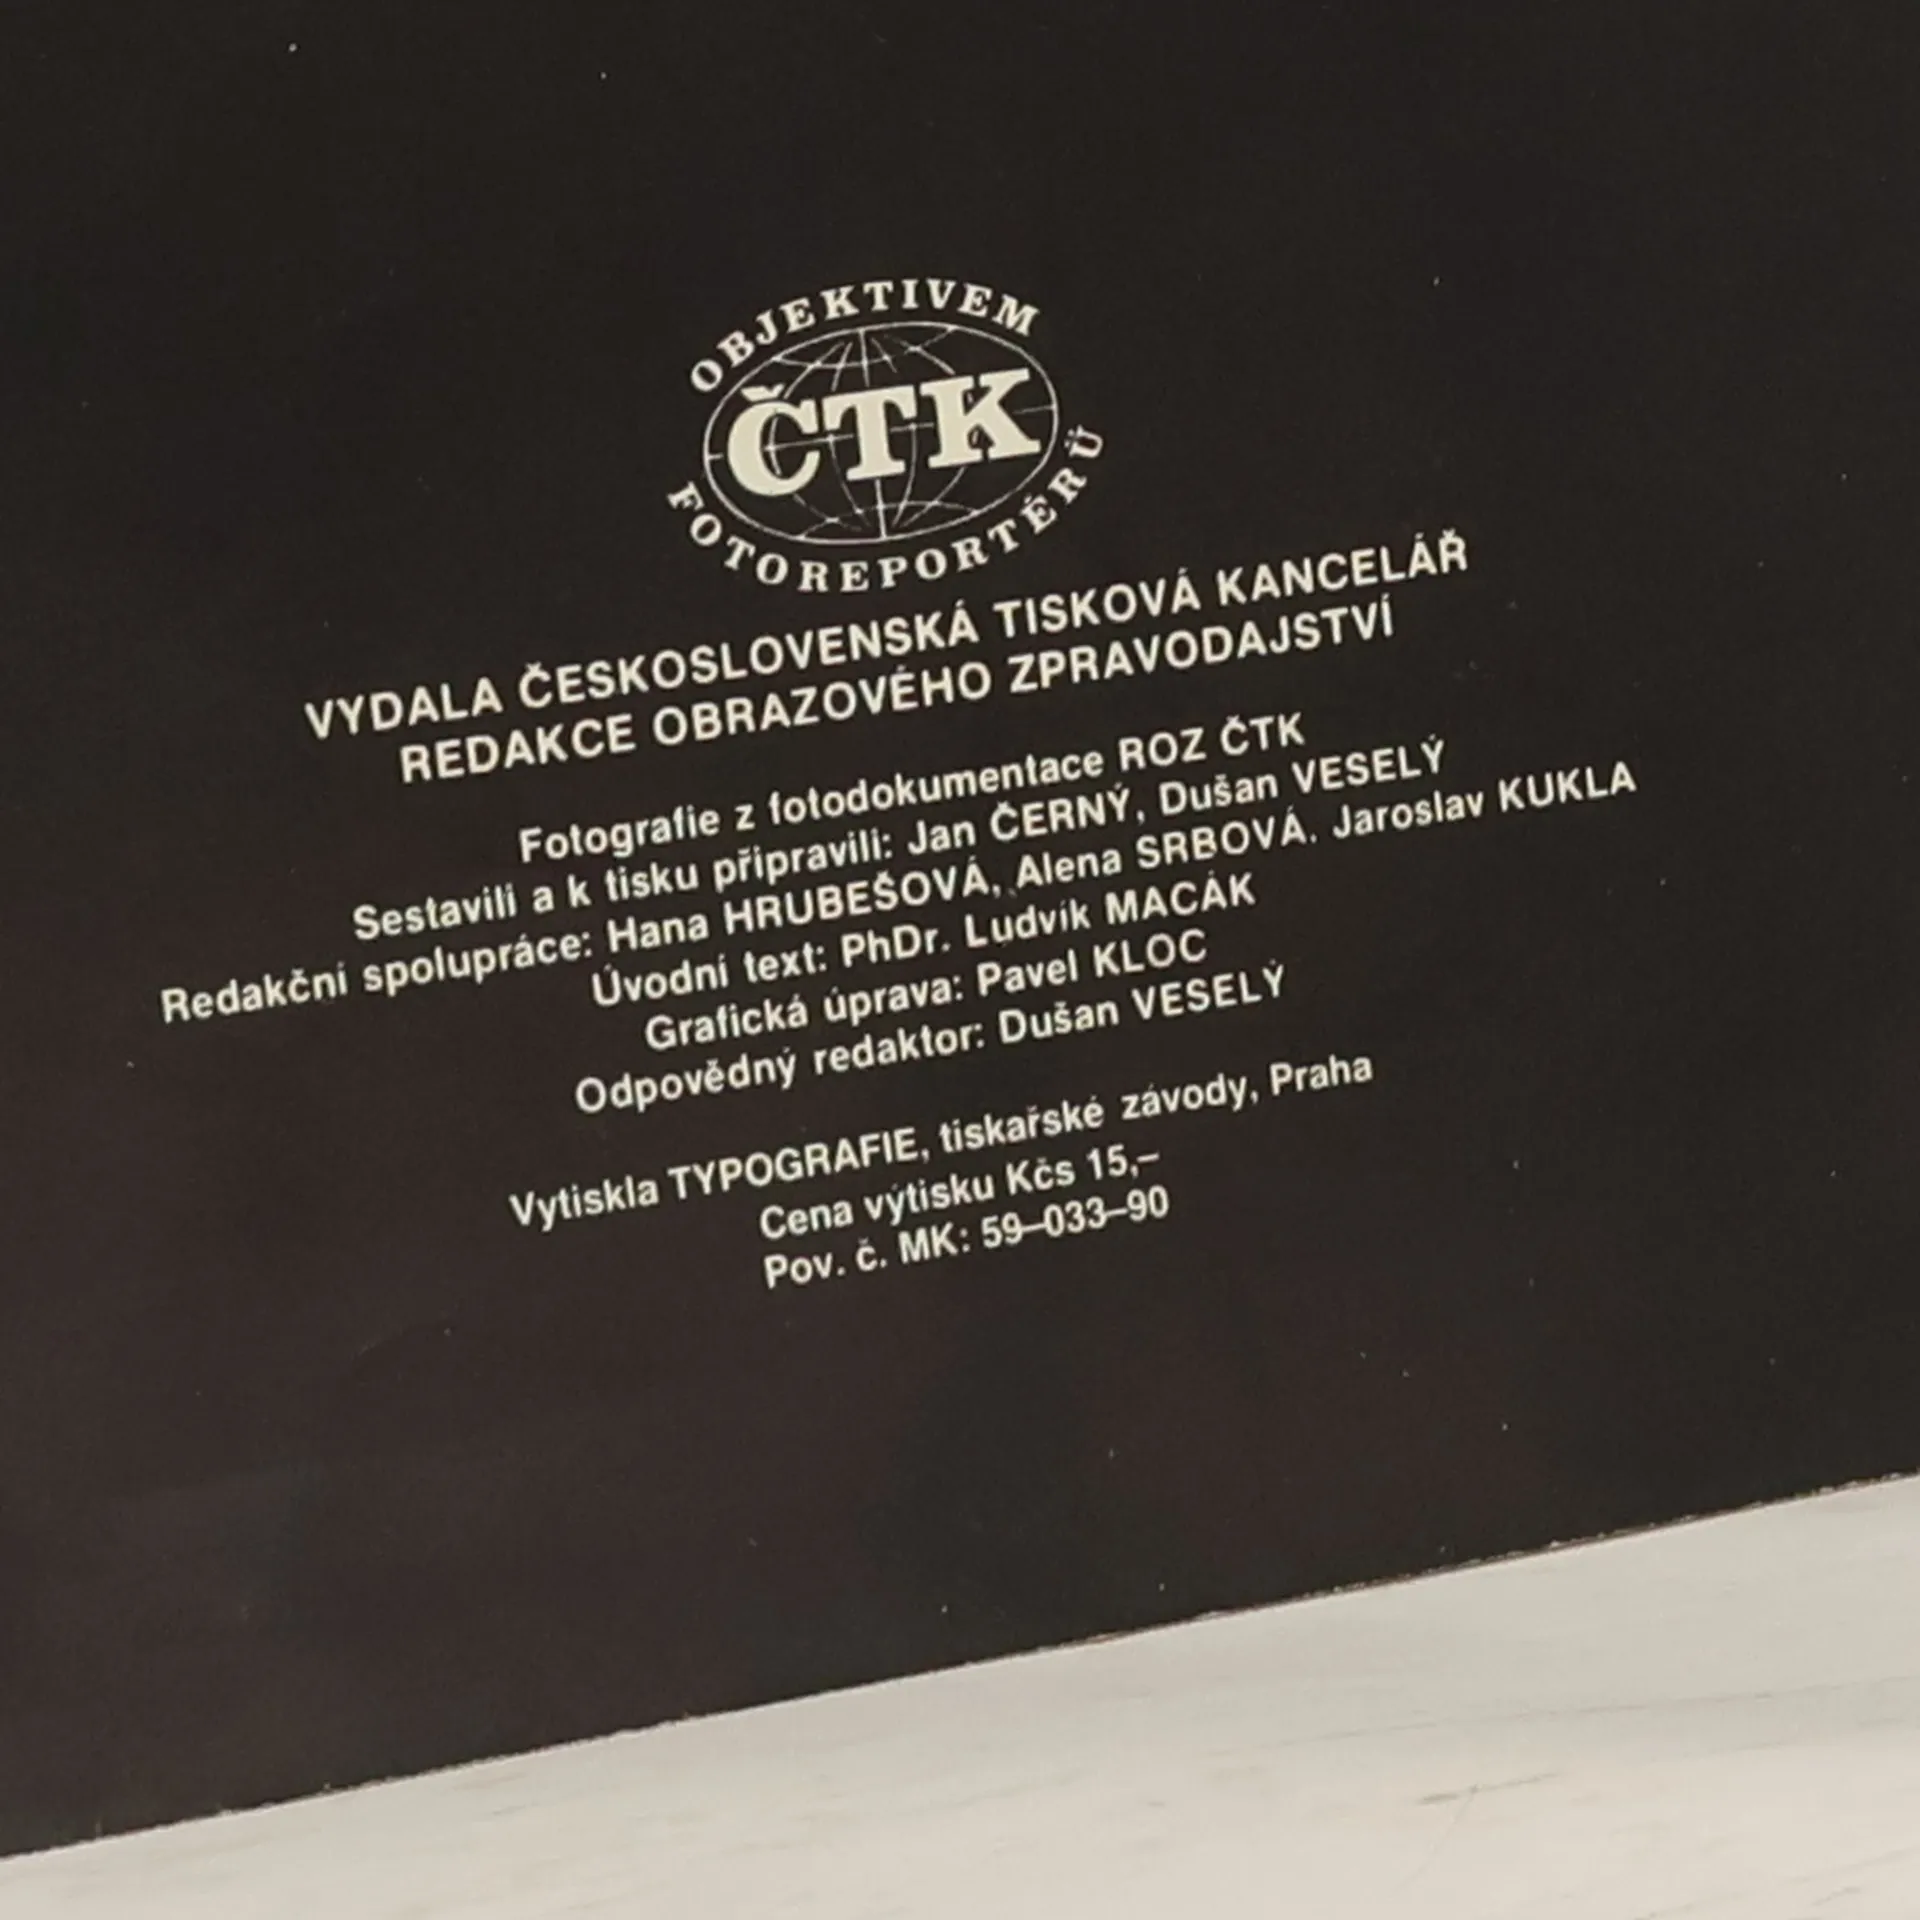 OBJEKTIVEM
ČTK
FOTOREPORTÉRŮ
VYDALA ČESKOSLOVENSKÁ TISKOVÁ KANCELÁŘ
REDAKCE OBRAZOVÉHO ZPRAVODAJSTVÍ
Fotografie z fotodokumentace ROZ ČTK
Sestavili a k tisku připravili: Jan ČERNÝ, Dušan VESELÝ
Redakční spolupráce: Hana HRUBEŠOVÁ, Alena SRBOVÁ, Jaroslav KUKLA
Úvodní text: PhDr. Ludvík MACÁK
Grafická úprava: Pavel KLOC
Odpovědný redaktor: Dušan VESELÝ
Vytiskla TYPOGRAFIE, tiskařské závody, Praha
Cena výtisku Kčs 15,–
Pov. č. MK: 59–033–90